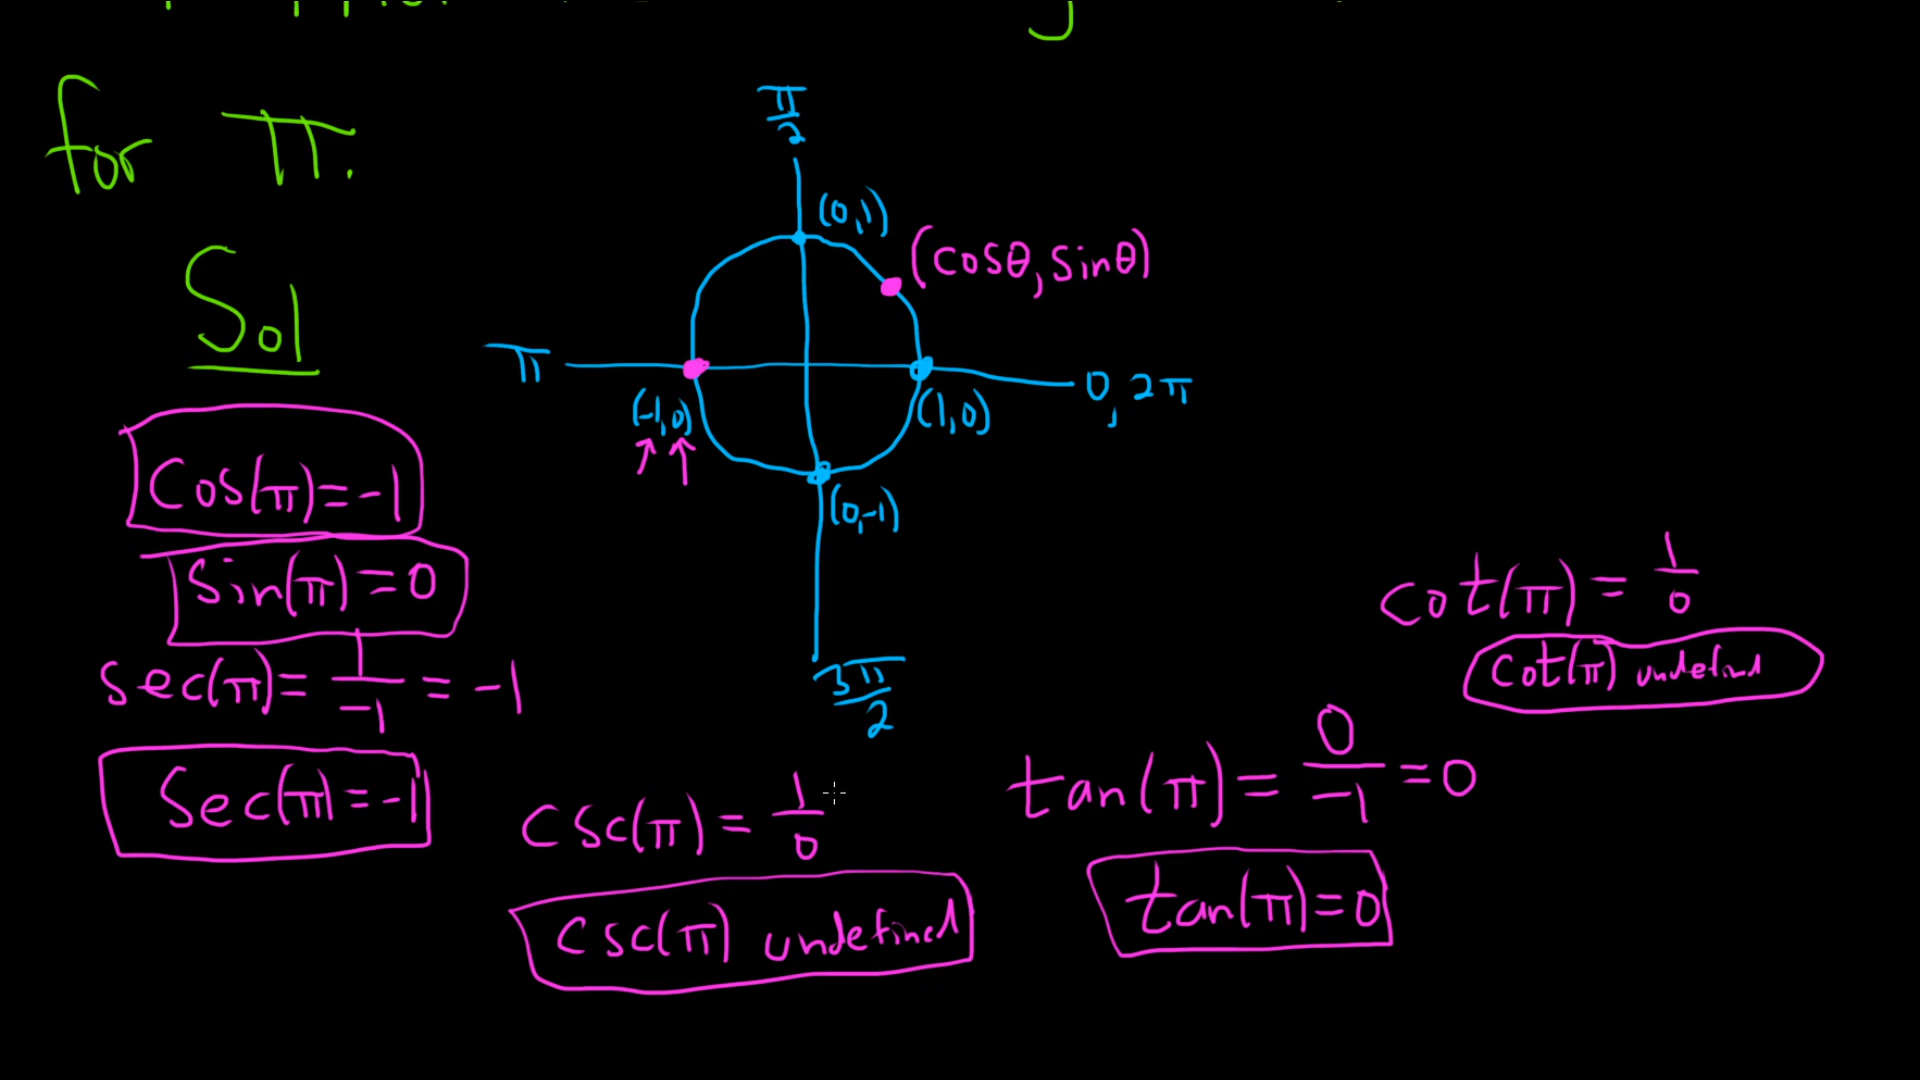 for π.
Sol
π/2
(0,1)
(cosθ, sinθ)
π
0, 2π
(-1,0)
(1,0)
(0,-1)
3π/2
Cos(π) = -1
Sin(π) = 0
Sec(π) = 1/-1 = -1
Sec(π) = -1
Csc(π) = 1/0
Csc(π) undefined
tan(π) = 0/-1 = 0
tan(π) = 0
cot(π) = 1/0
Cot(π) undefined